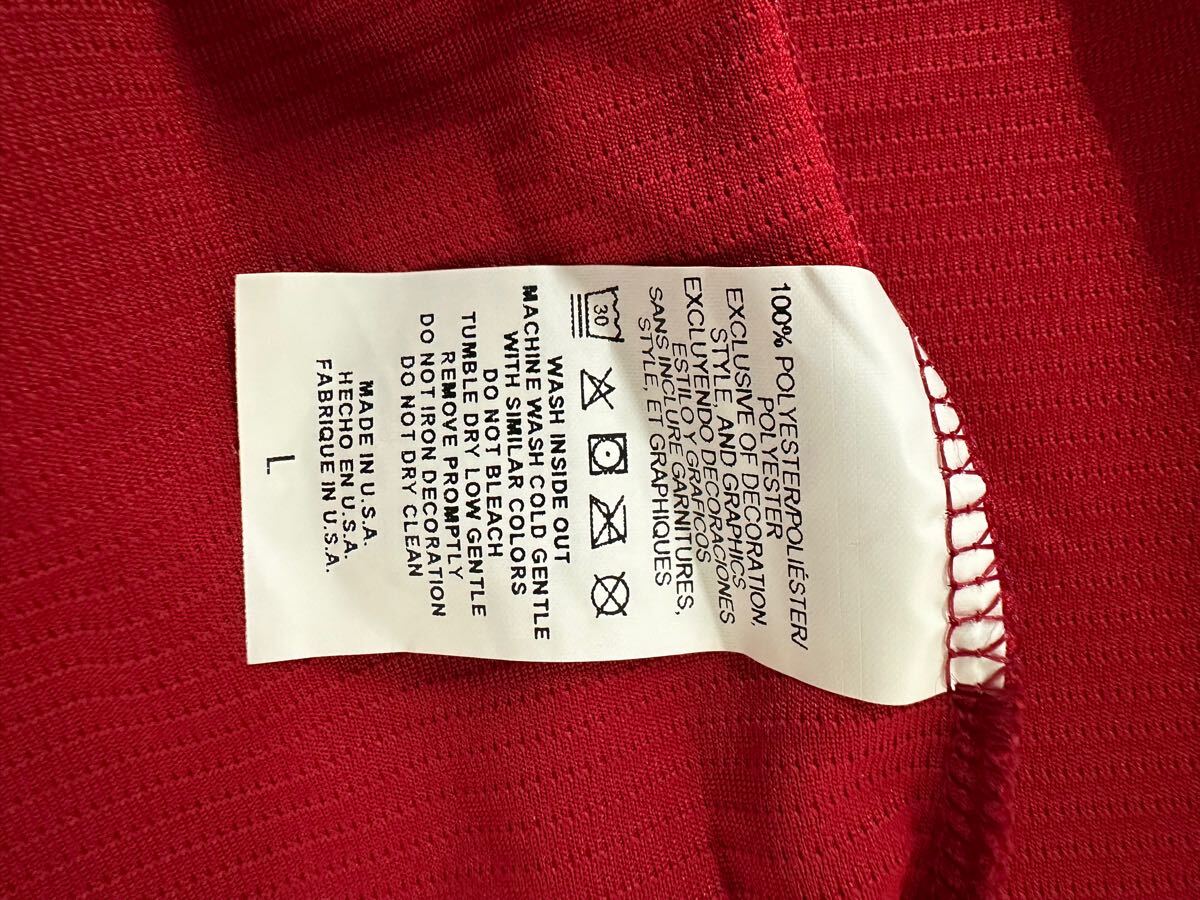 100% POLYESTER/POLIÉSTER/
POLYESTER
EXCLUSIVE OF DECORATION,
STYLE, AND GRAPHICS
EXCLUYENDO DECORACIONES
ESTILO Y GRAFICOS
SANS INCLURE GARNITURES,
STYLE, ET GRAPHIQUES
30
WASH INSIDE OUT
MACHINE WASH COLD GENTLE
WITH SIMILAR COLORS
DO NOT BLEACH
TUMBLE DRY LOW GENTLE
REMOVE PROMPTLY
DO NOT IRON DECORATION
DO NOT DRY CLEAN
MADE IN U.S.A.
HECHO EN U.S.A.
FABRIQUE IN U.S.A.
L